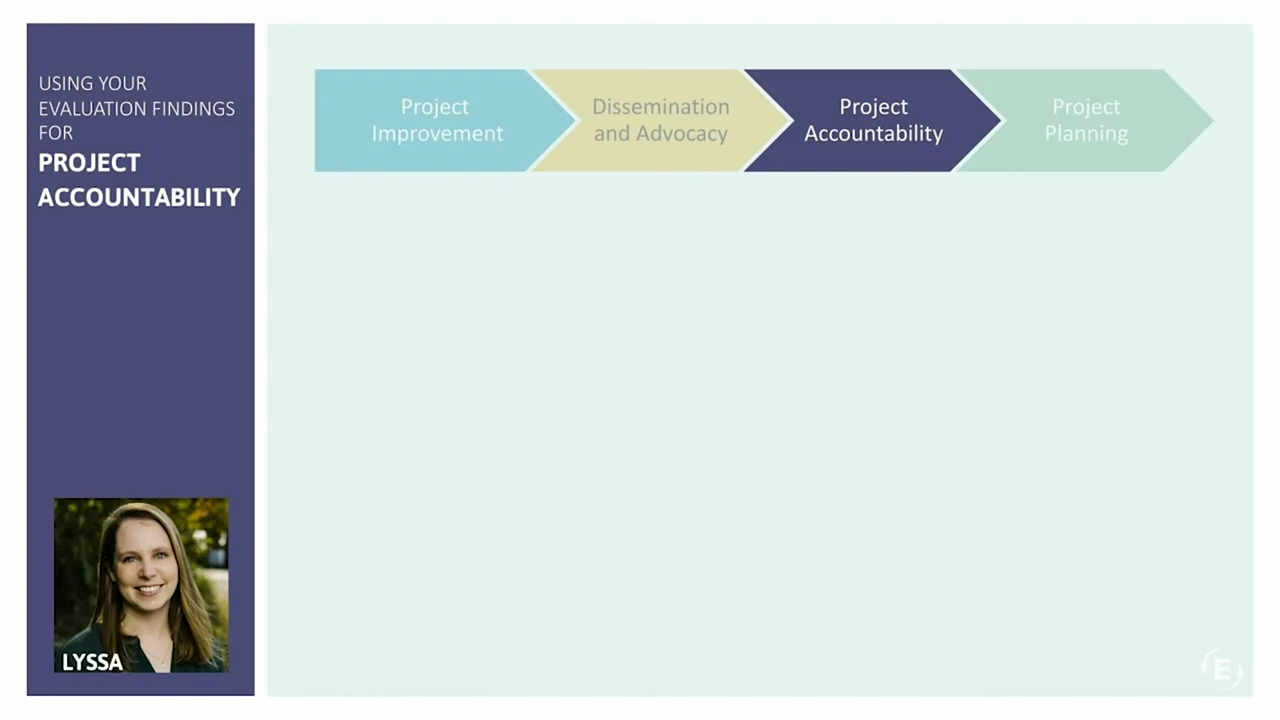 USING YOUR
EVALUATION FINDINGS
FOR
PROJECT
ACCOUNTABILITY
Project
Improvement
Dissemination
and Advocacy
Project
Accountability
Project
Planning
LYSSA
E